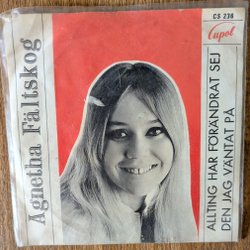 CS 238
Cupol
Agnetha Fältskog
ALLTING HAR FÖRÄNDRAT SEJ
DEN JAG VÄNTAT PÅ